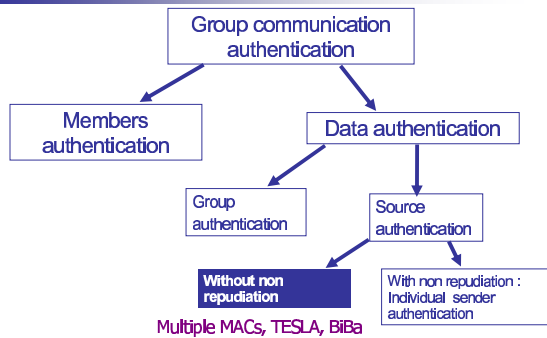 Group communication
authentication
Members
authentication
Data authentication
Group
authentication
Source
authentication
Without non
repudiation
With non repudiation :
Individual sender
authentication
Multiple MACs, TESLA, BiBa